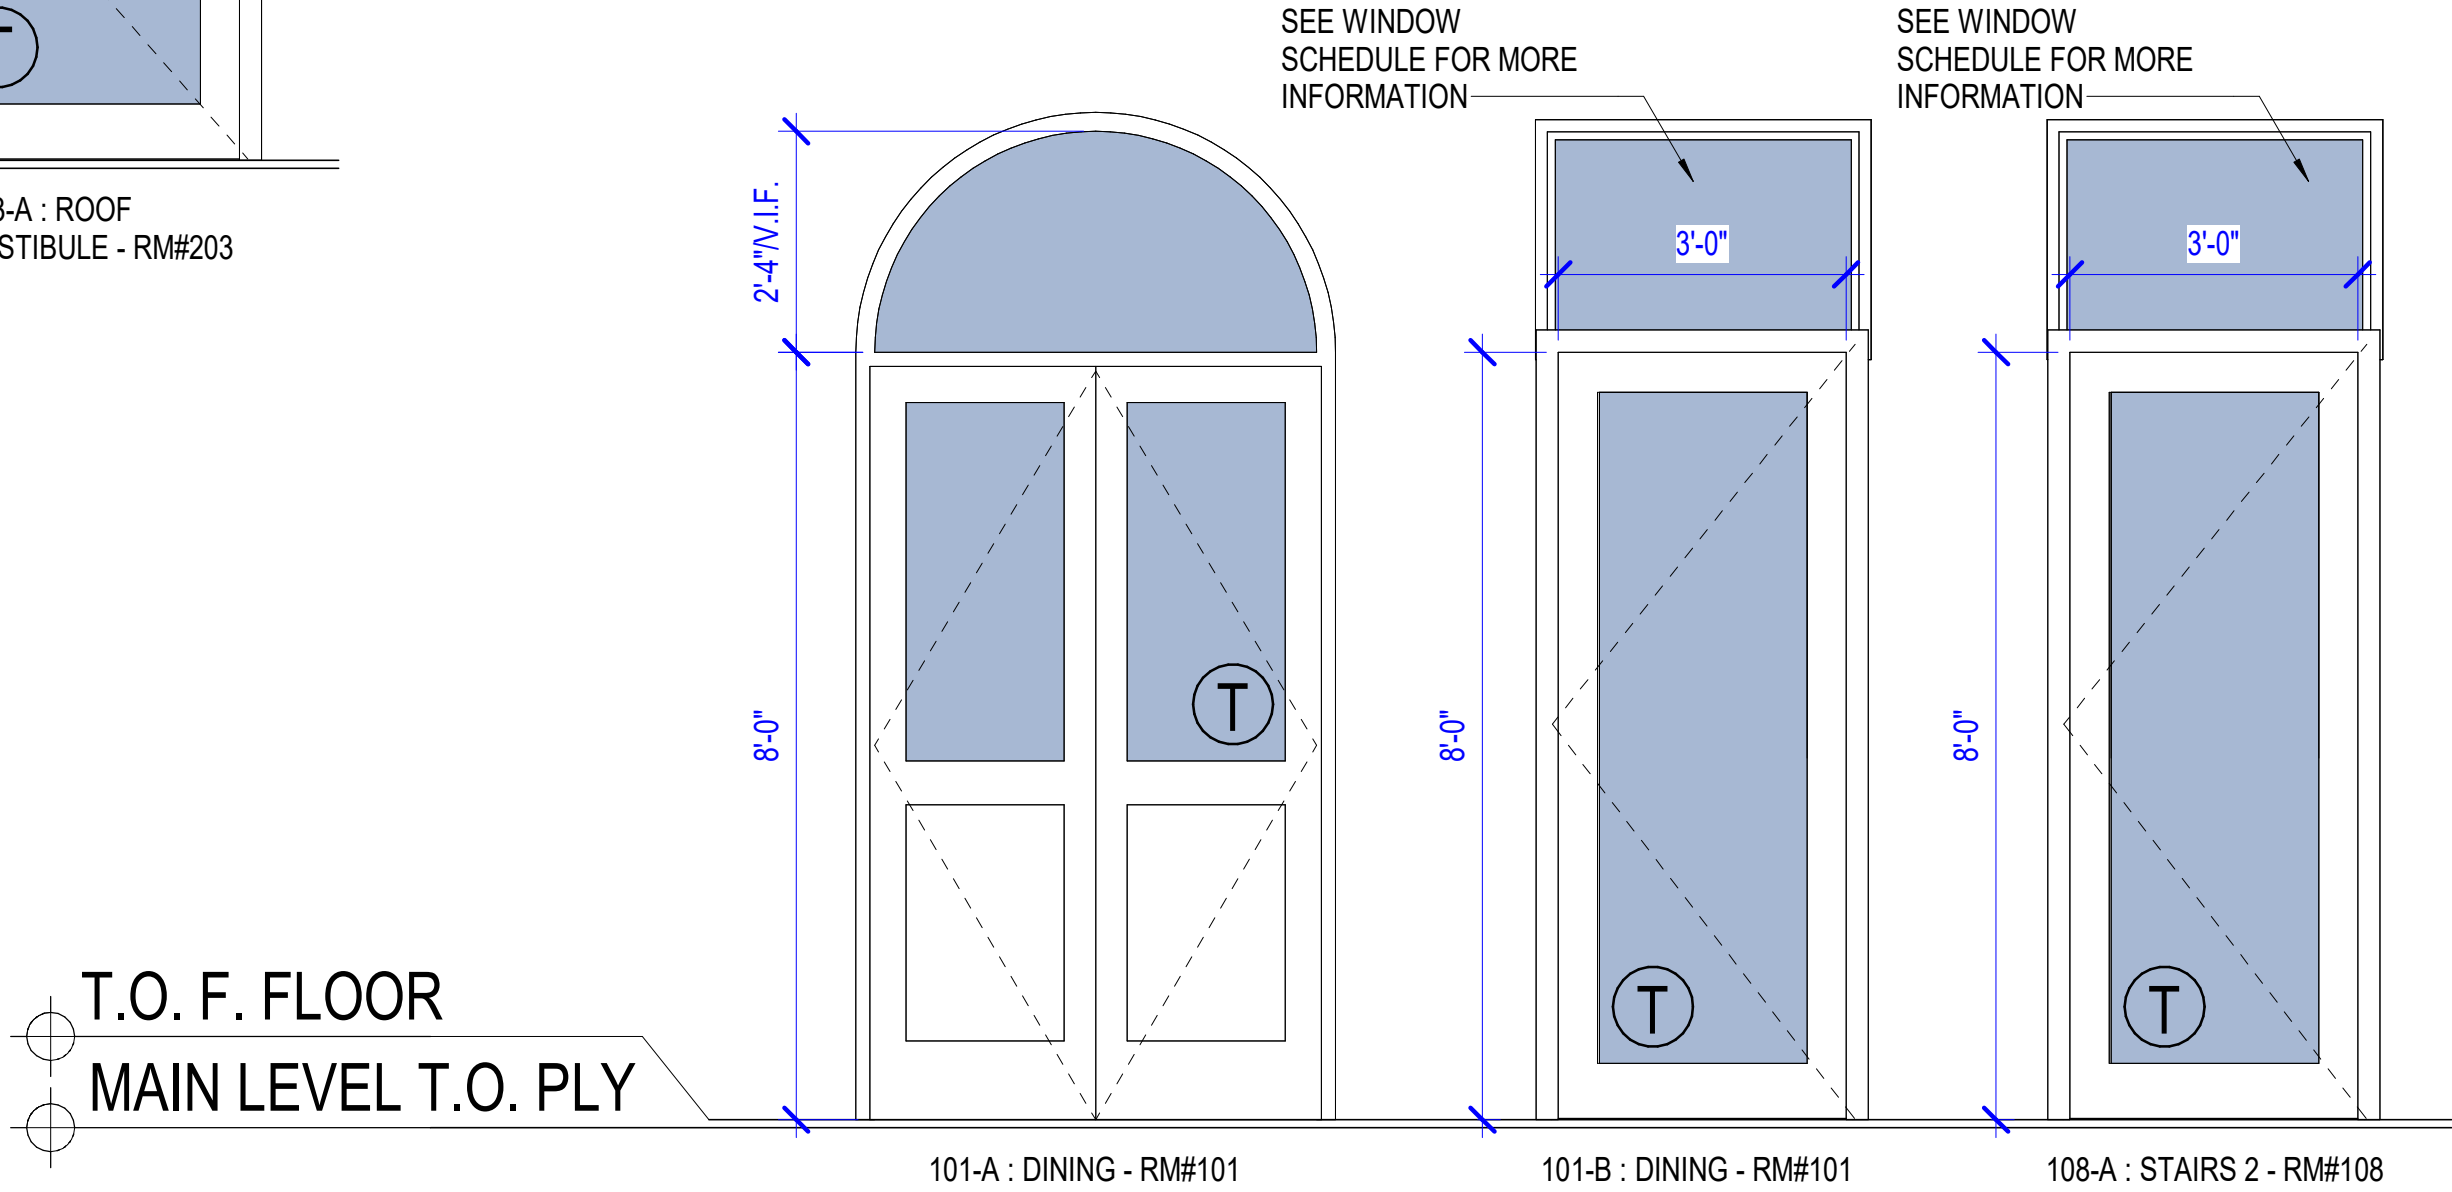 SEE WINDOW
SCHEDULE FOR MORE
INFORMATION
SEE WINDOW
SCHEDULE FOR MORE
INFORMATION
-A : ROOF
- RM#203
2'-4"/V.I.F.
3'-0"
3'-0"
8'-0"
T
8'-0"
T
8'-0"
T
T.O. F. FLOOR
MAIN LEVEL T.O. PLY
101-A : DINING - RM#101
101-B : DINING - RM#101
108-A : STAIRS 2 - RM#108